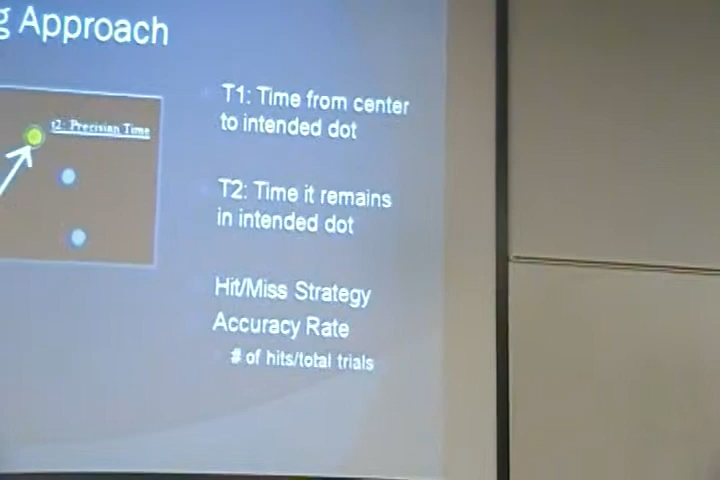 g Approach
t2: Precision Time
T1: Time from center
to intended dot
T2: Time it remains
in intended dot
Hit/Miss Strategy
Accuracy Rate
# of hits/total trials